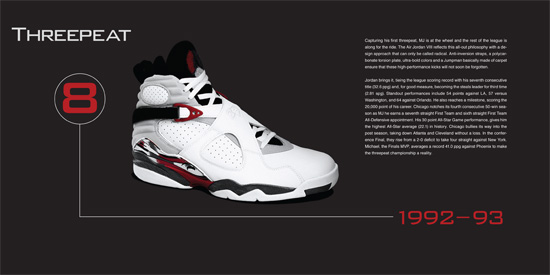 THREEPEAT
8
Capturing his first threepeat, MJ is at the wheel and the rest of the league is
along for the ride. The Air Jordan VIII reflects this all-out philosophy with a de-
sign approach that can only be called radical. Anti-inversion straps, a polycar-
bonate torsion plate, ultra-bold colors and a Jumpman basically made of carpet
ensure that these high-performance kicks will not soon be forgotten.
Jordan brings it, tieing the league scoring record with his seventh consecutive
title (32.6 ppg) and, for good measure, becoming the steals leader for third time
(2.81 spg). Standout performances include 54 points against LA, 57 versus
Washington, and 64 against Orlando. He also reaches a milestone, scoring the
20,000 point of his career. Chicago notches its fourth consecutive 50-win sea-
son as MJ he earns a seventh straight First Team and sixth straight First Team
All-Defensive appointment. His 30 point All-Star Game performance, gives him
the highest All-Star average (22.1) in history. Chicago bullies its way into the
post season, taking down Atlanta and Cleveland without a loss. In the confer-
ence Final, they rise from a 2-0 deficit to take four straight against New York.
Michael, the Finals MVP, averages a record 41.0 ppg against Phoenix to make
the threepeat championship a reality.
1992–93